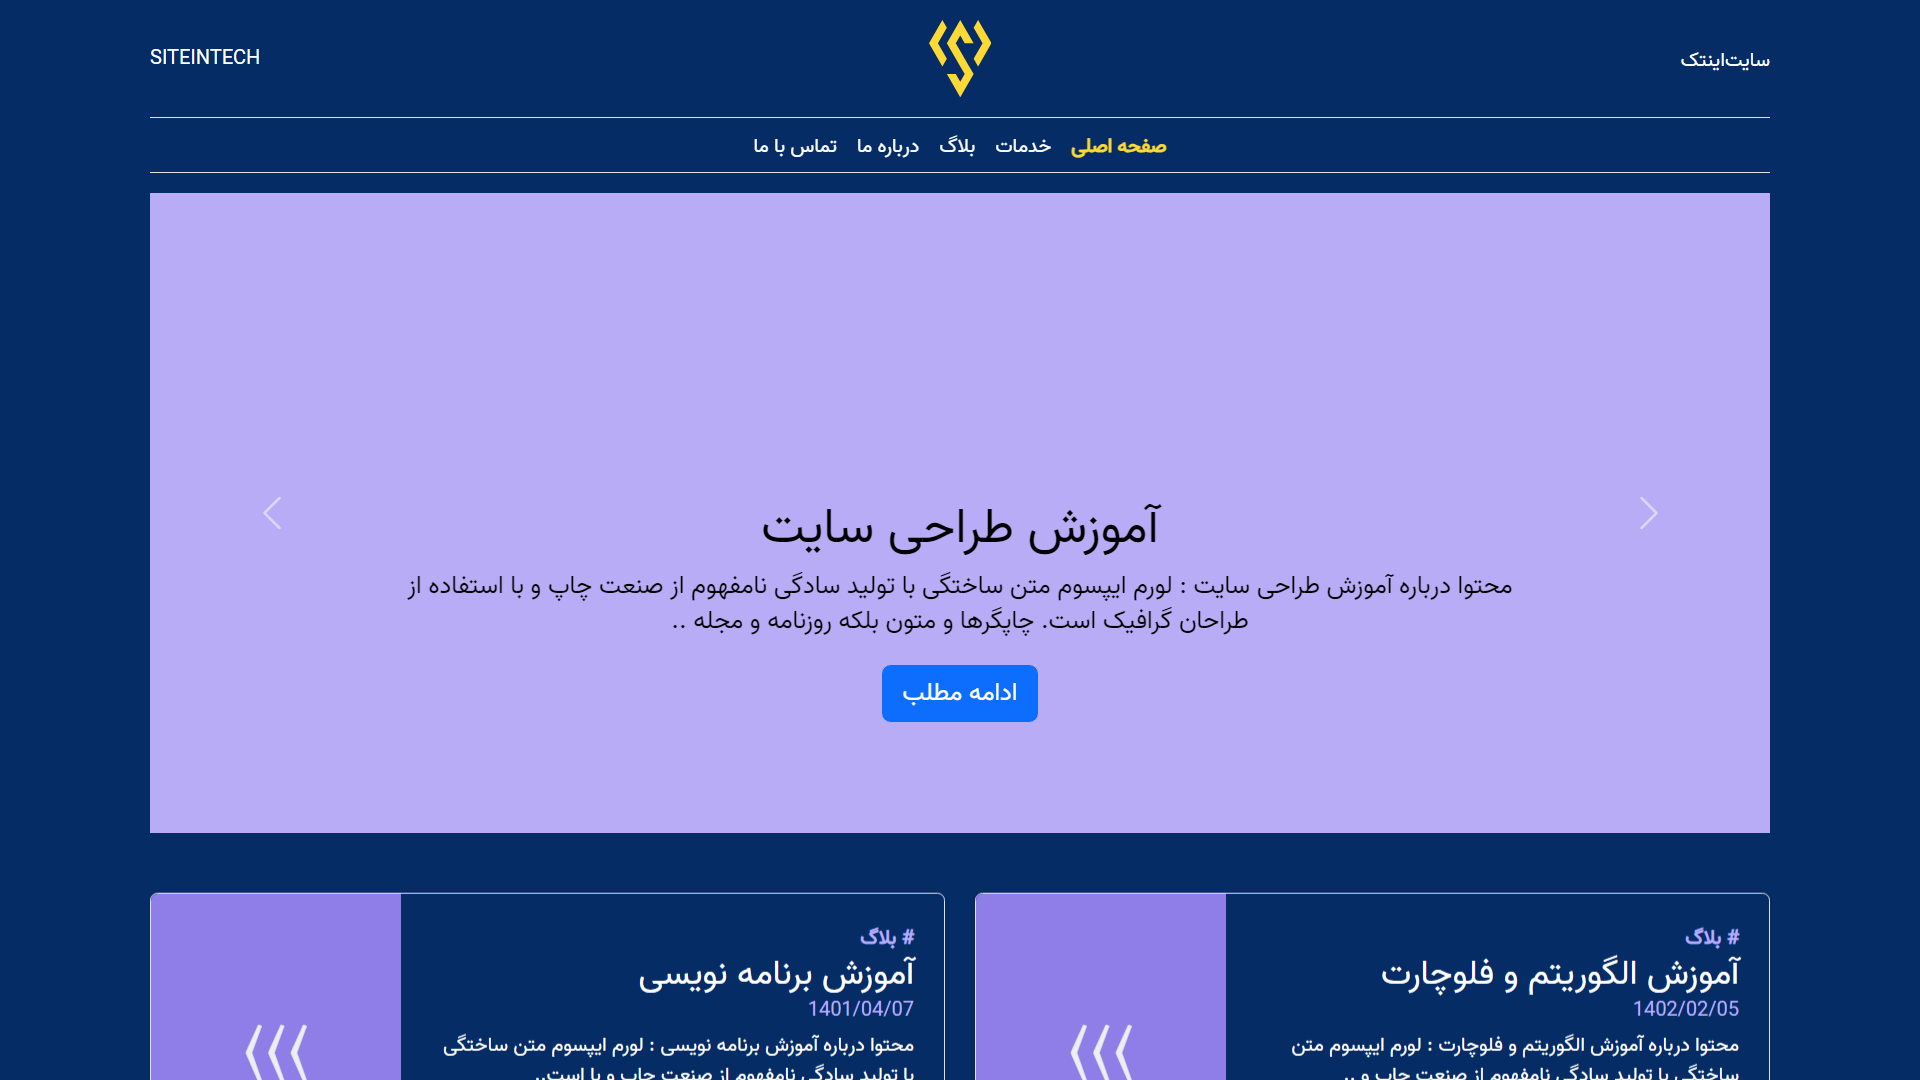 سایت‌اینتک
SITEINTECH
صفحه اصلی خدمات بلاگ درباره ما تماس با ما
آموزش طراحی سایت
محتوا درباره آموزش طراحی سایت : لورم ایپسوم متن ساختگی با تولید سادگی نامفهوم از صنعت چاپ و با استفاده از
طراحان گرافیک است. چاپگرها و متون بلکه روزنامه و مجله ..
ادامه مطلب
# بلاگ
آموزش الگوریتم و فلوچارت
1402/02/05
محتوا درباره آموزش الگوریتم و فلوچارت : لورم ایپسوم متن
ساختگی با تولید سادگی نامفهوم از صنعت چاپ و ..
# بلاگ
آموزش برنامه نویسی
1401/04/07
محتوا درباره آموزش برنامه نویسی : لورم ایپسوم متن ساختگی
با تولید سادگی نامفهوم از صنعت چاپ و با است..